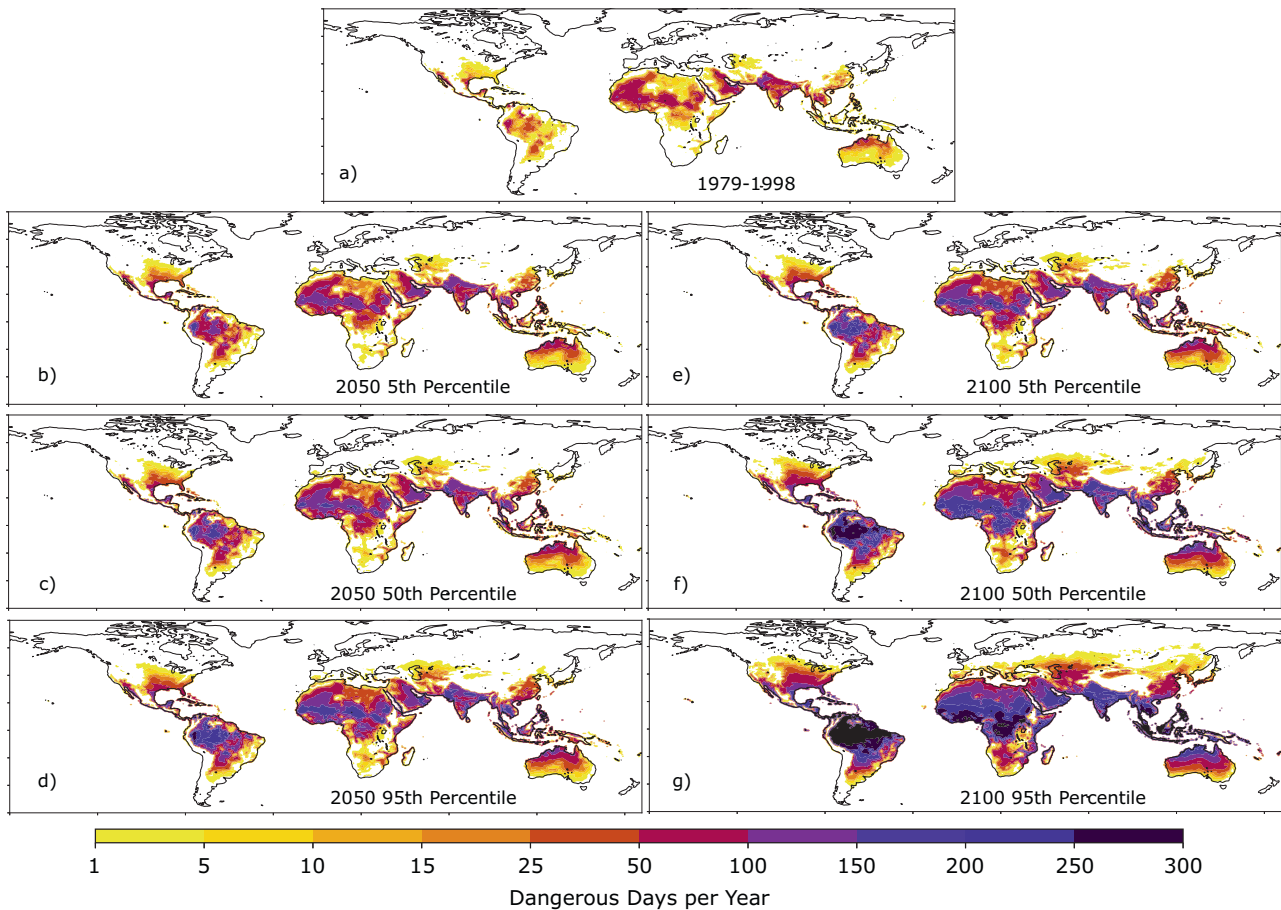 a)
1979-1998
b)
2050 5th Percentile
e)
2100 5th Percentile
c)
2050 50th Percentile
f)
2100 50th Percentile
d)
2050 95th Percentile
g)
2100 95th Percentile
1 5 10 15 25 50 100 150 200 250 300
Dangerous Days per Year